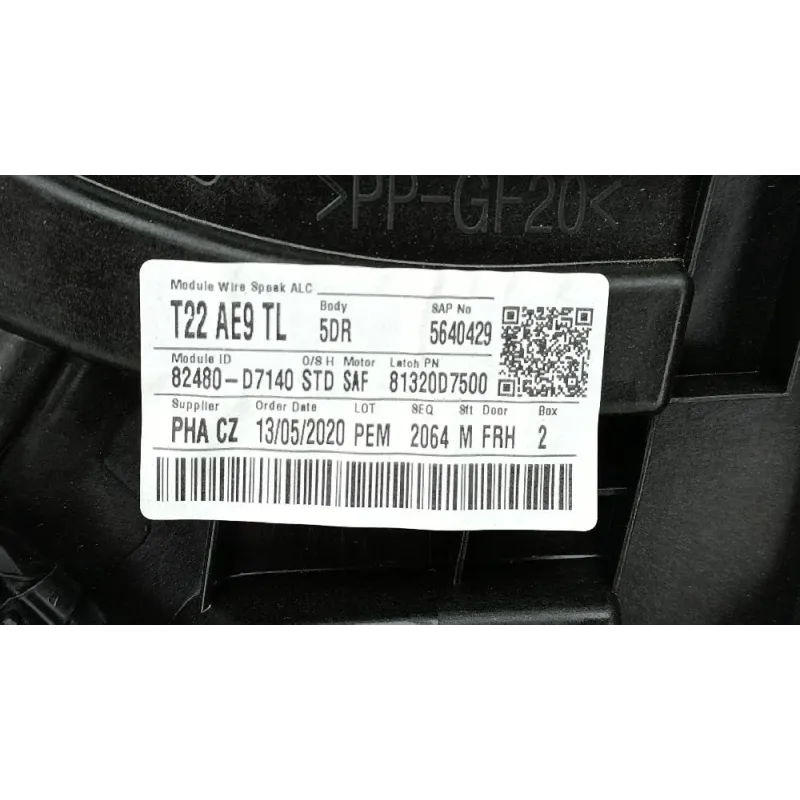 >PP-GF20<
Module Wire Speak ALC
Body SAP No
T22 AE9 TL 5DR 5640429
Module ID O/S H Motor Latch PN
82480-D7140 STD SAF 81320D7500
Supplier Order Date LOT SEQ Sft Door Box
PHA CZ 13/05/2020 PEM 2064 M FRH 2